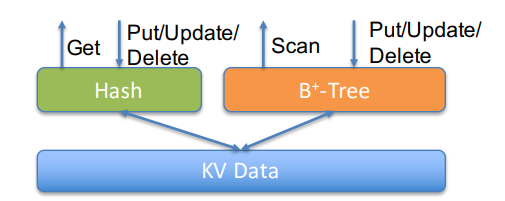 Get
Put/Update/
Delete
Scan
Put/Update/
Delete
Hash
B⁺-Tree
KV Data